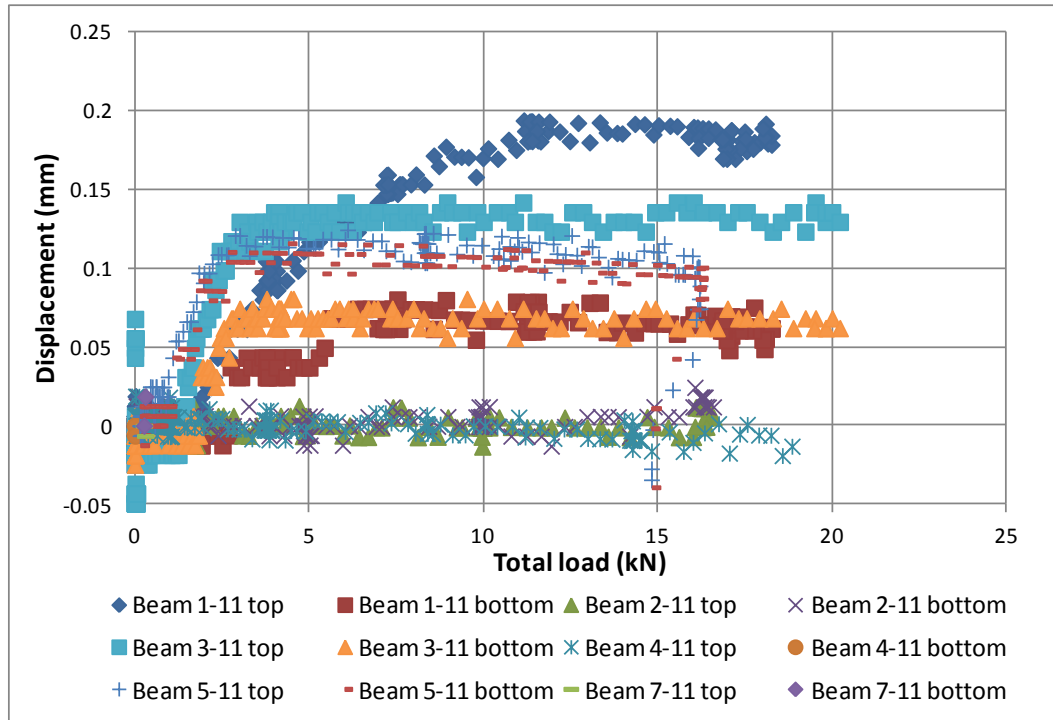 0.25
0.2
0.15
0.1
0.05
0
-0.05
Displacement (mm)
0 5 10 15 20 25
Total load (kN)
Beam 1-11 top Beam 1-11 bottom Beam 2-11 top Beam 2-11 bottom
Beam 3-11 top Beam 3-11 bottom Beam 4-11 top Beam 4-11 bottom
Beam 5-11 top Beam 5-11 bottom Beam 7-11 top Beam 7-11 bottom